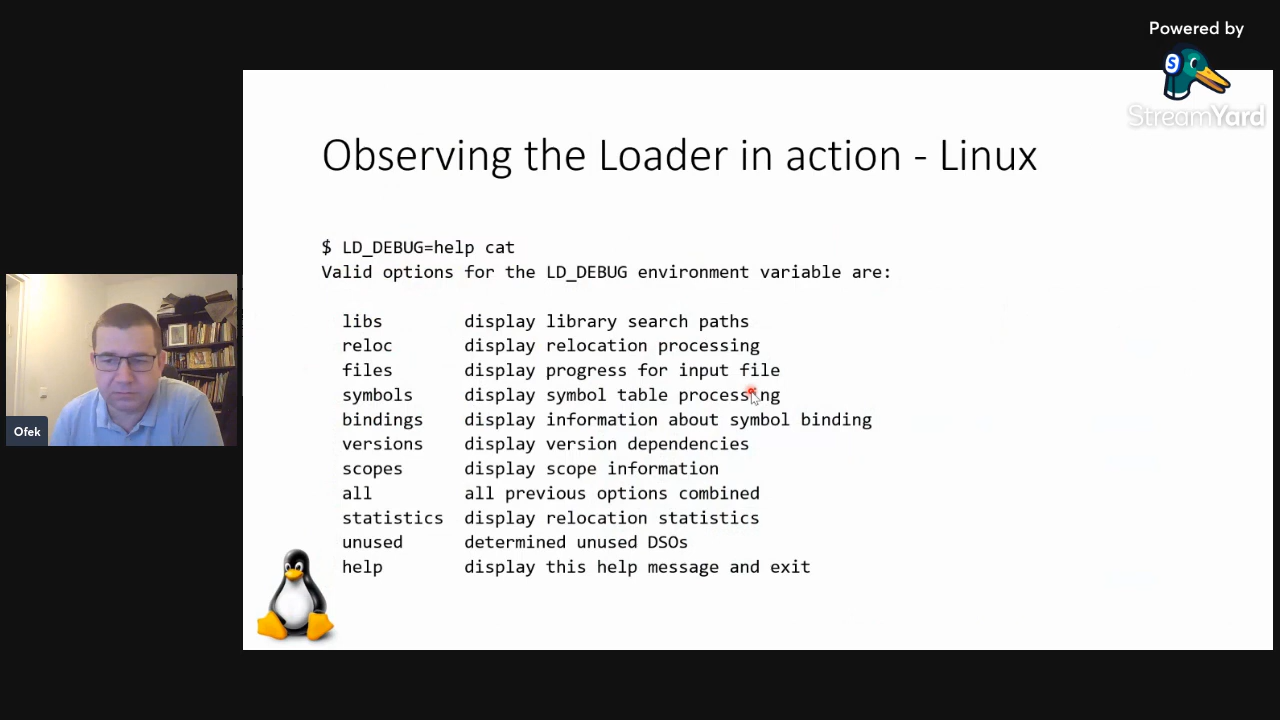 Powered by
S
StreamYard
Observing the Loader in action - Linux
$ LD_DEBUG=help cat
Valid options for the LD_DEBUG environment variable are:
libs display library search paths
reloc display relocation processing
files display progress for input file
symbols display symbol table processing
bindings display information about symbol binding
versions display version dependencies
scopes display scope information
all all previous options combined
statistics display relocation statistics
unused determined unused DSOs
help display this help message and exit
Ofek